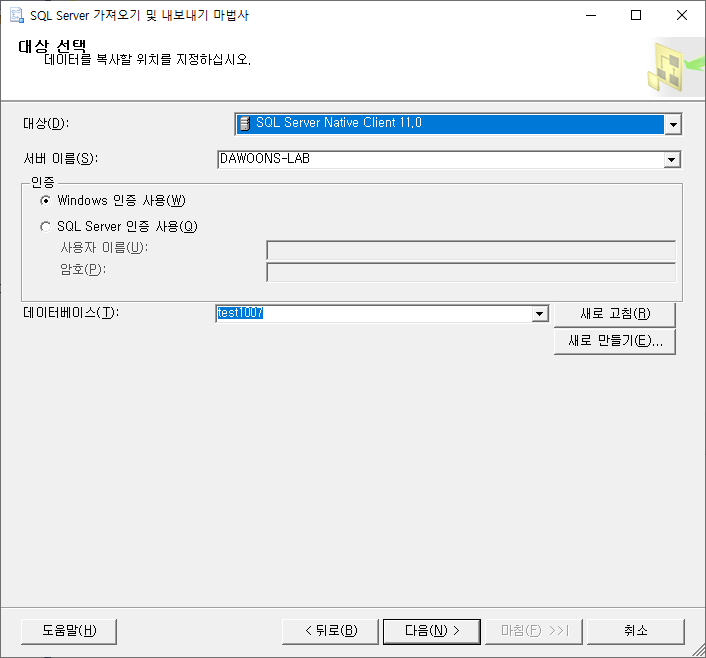 SQL Server 가져오기 및 내보내기 마법사
대상 선택
데이터를 복사할 위치를 지정하십시오.
대상(D):
SQL Server Native Client 11.0
서버 이름(S):
DAWOONS-LAB
인증
Windows 인증 사용(W)
SQL Server 인증 사용(Q)
사용자 이름(U):
암호(P):
데이터베이스(T):
test1007
새로 고침(R)
새로 만들기(E)...
도움말(H)
< 뒤로(B)
다음(N) >
마침(F) >>|
취소